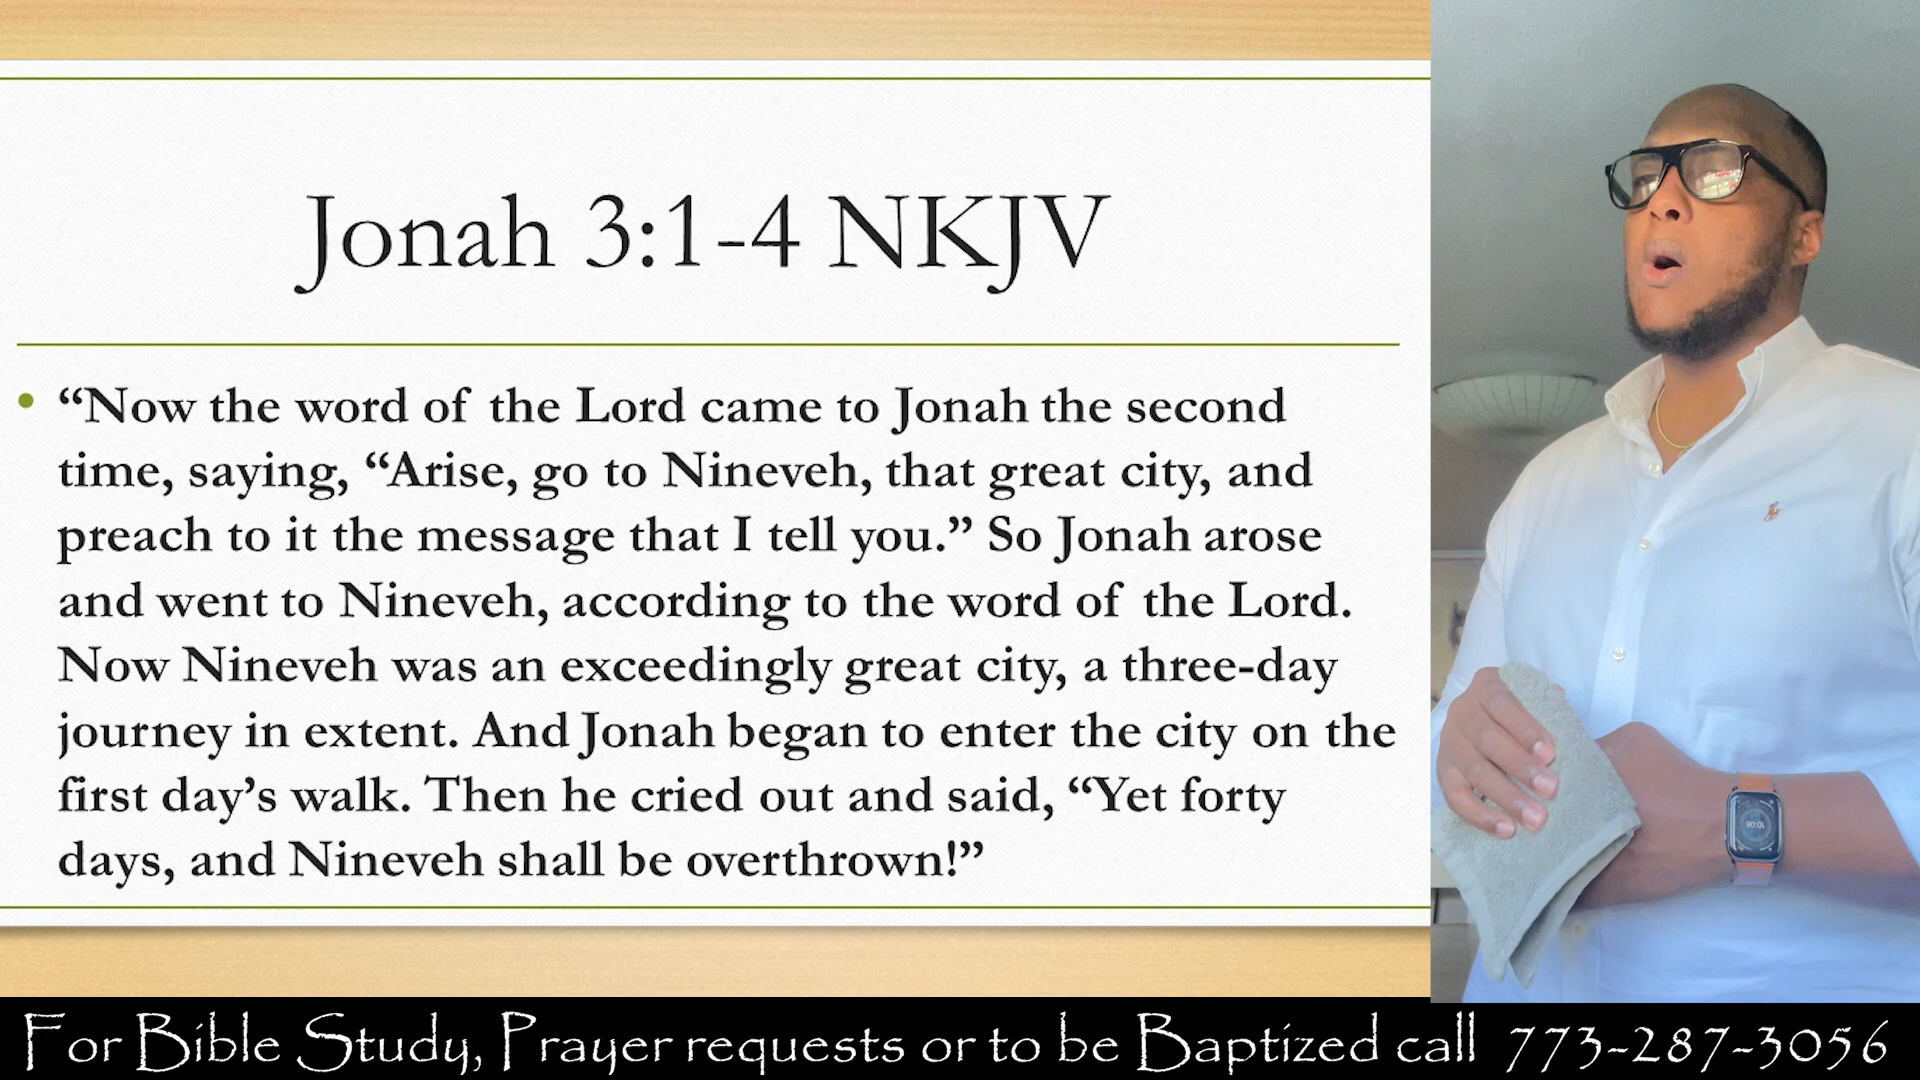 Jonah 3:1-4 NKJV
• “Now the word of the Lord came to Jonah the second
time, saying, “Arise, go to Nineveh, that great city, and
preach to it the message that I tell you.” So Jonah arose
and went to Nineveh, according to the word of the Lord.
Now Nineveh was an exceedingly great city, a three-day
journey in extent. And Jonah began to enter the city on the
first day’s walk. Then he cried out and said, “Yet forty
days, and Nineveh shall be overthrown!”
10:06
For Bible Study, Prayer requests or to be Baptized call 773-287-3056